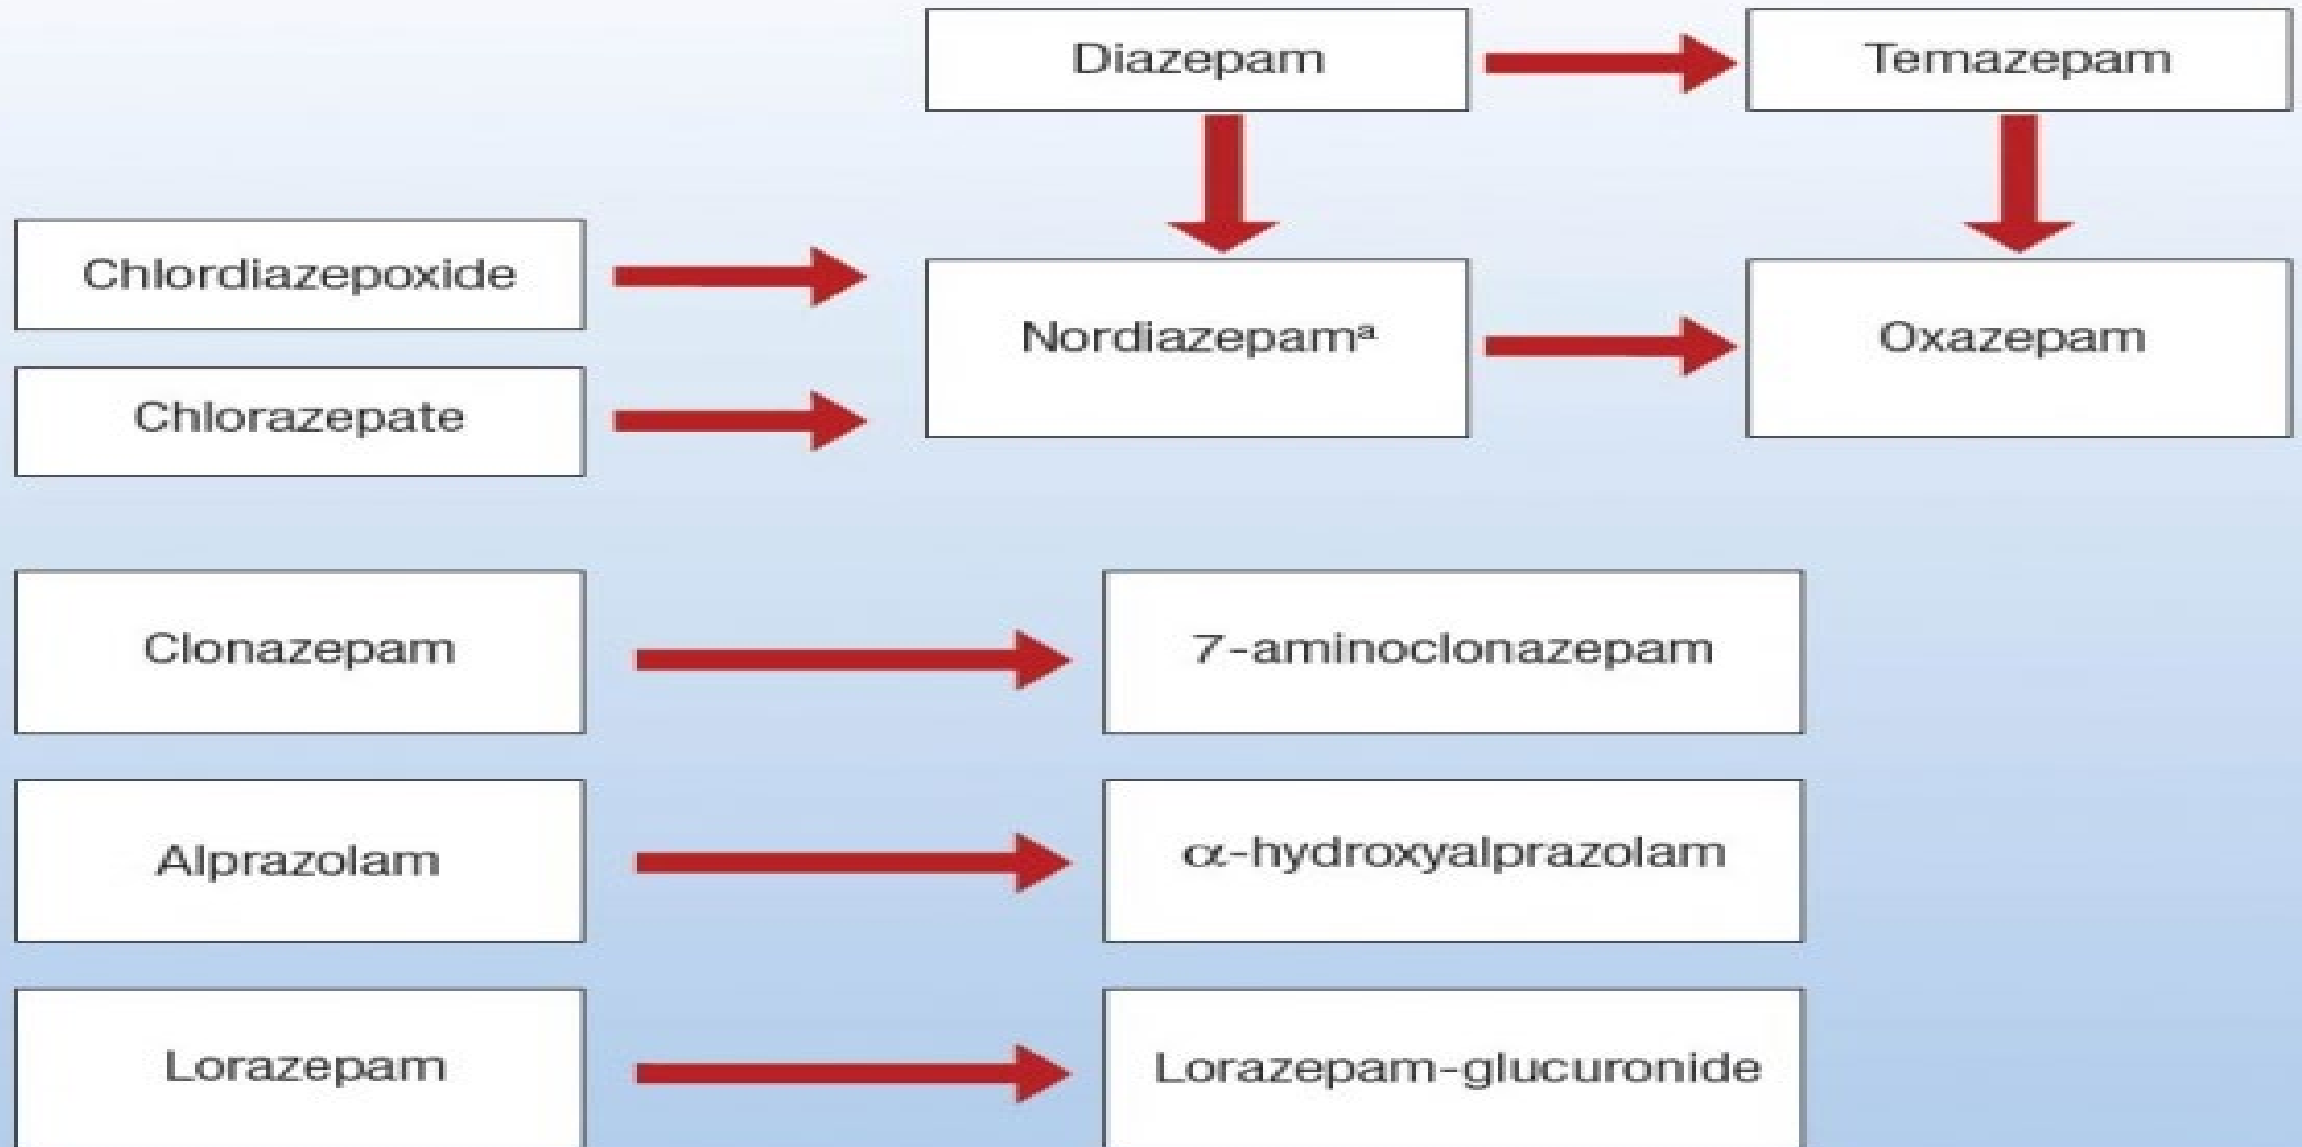 Diazepam
Temazepam
Chlordiazepoxide
Nordiazepamᵃ
Oxazepam
Chlorazepate
Clonazepam
7-aminoclonazepam
Alprazolam
α-hydroxyalprazolam
Lorazepam
Lorazepam-glucuronide